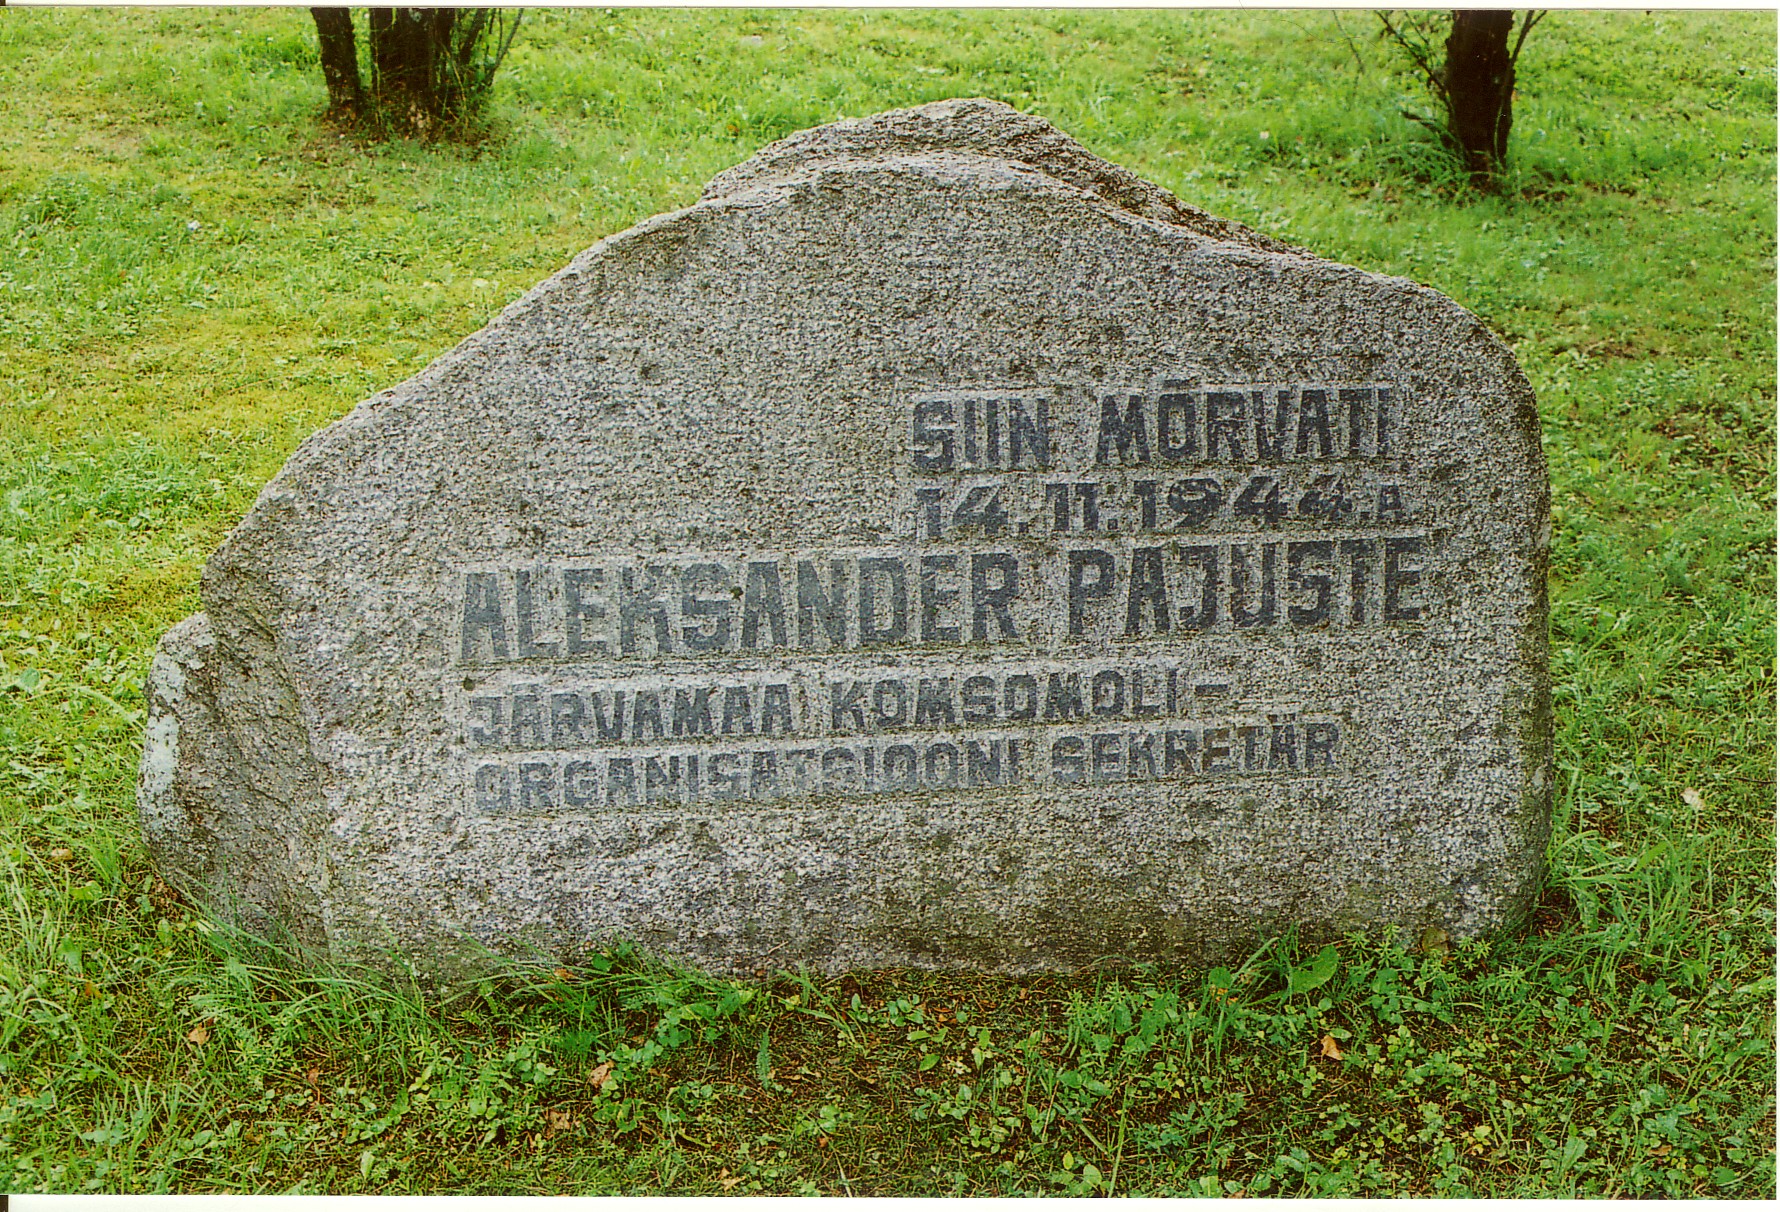 SIIN MÕRVATI
14. 11. 1944.A
ALEKSANDER PAJUSTE
JÄRVAMAA KOMSOMOLI-
ORGANISATSIOONI SEKRETÄR